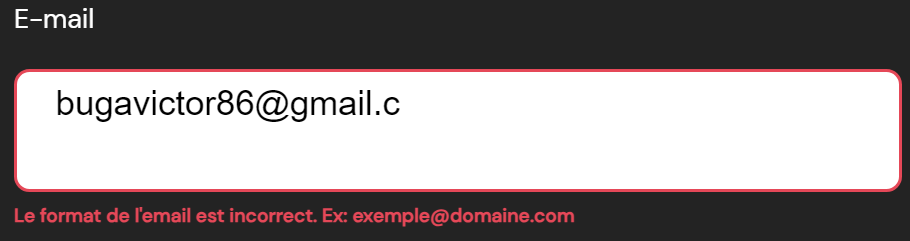 E-mail
bugavictor86@gmail.c
Le format de l'email est incorrect. Ex: exemple@domaine.com